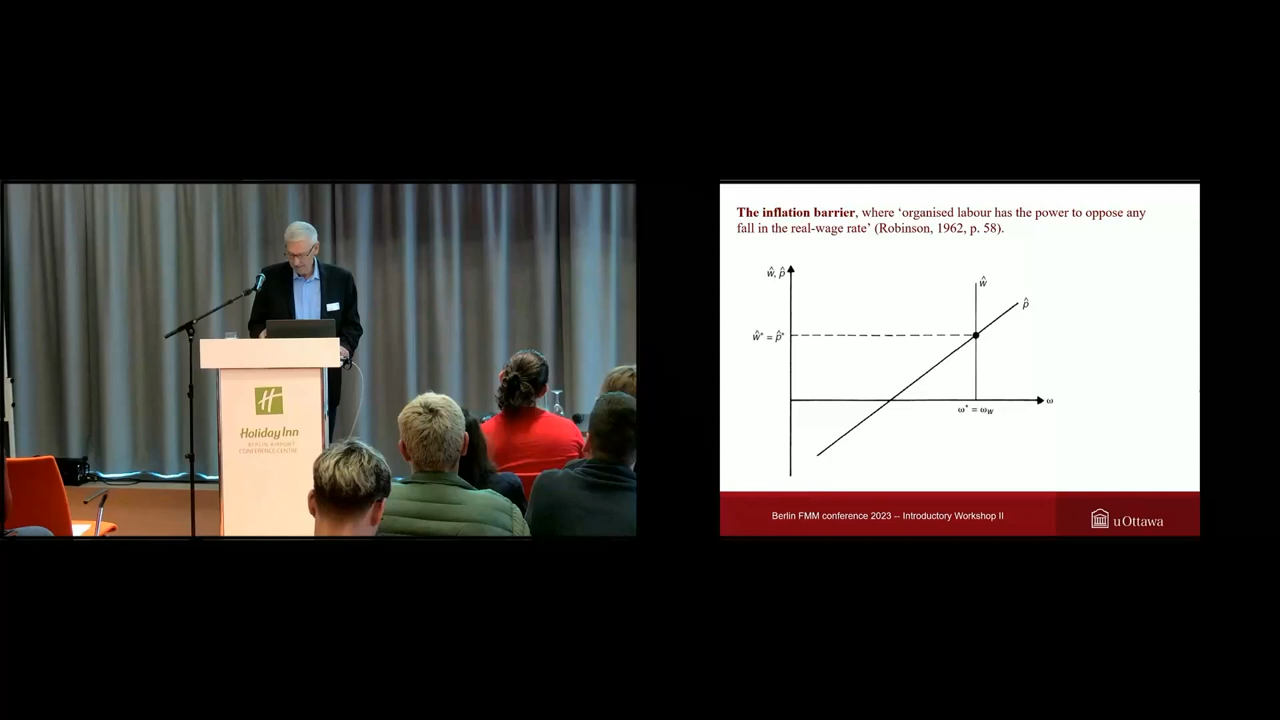 H
Holiday Inn
BERLIN AIRPORT
CONFERENCE CENTRE
The inflation barrier, where ‘organised labour has the power to oppose any
fall in the real-wage rate’ (Robinson, 1962, p. 58).
ŵ, p̂
ŵ
p̂
ŵ* = p̂*
ω
ω* = ω_W
Berlin FMM conference 2023 -- Introductory Workshop II
uOttawa